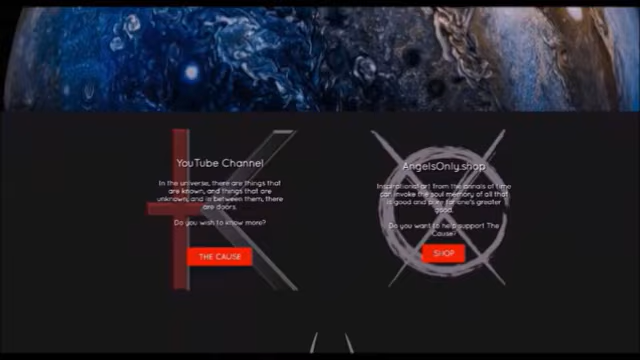 YouTube Channel
In the universe, there are things that
are known, and things that are
unknown, and in between them, there
are doors.
Do you wish to know more?
THE CAUSE
AngelsOnly.shop
Inspirationist art from the annals of time
can invoke the soul memory of all that
is good and pure for one's greater
good.
Do you want to help support The
Cause?
SHOP